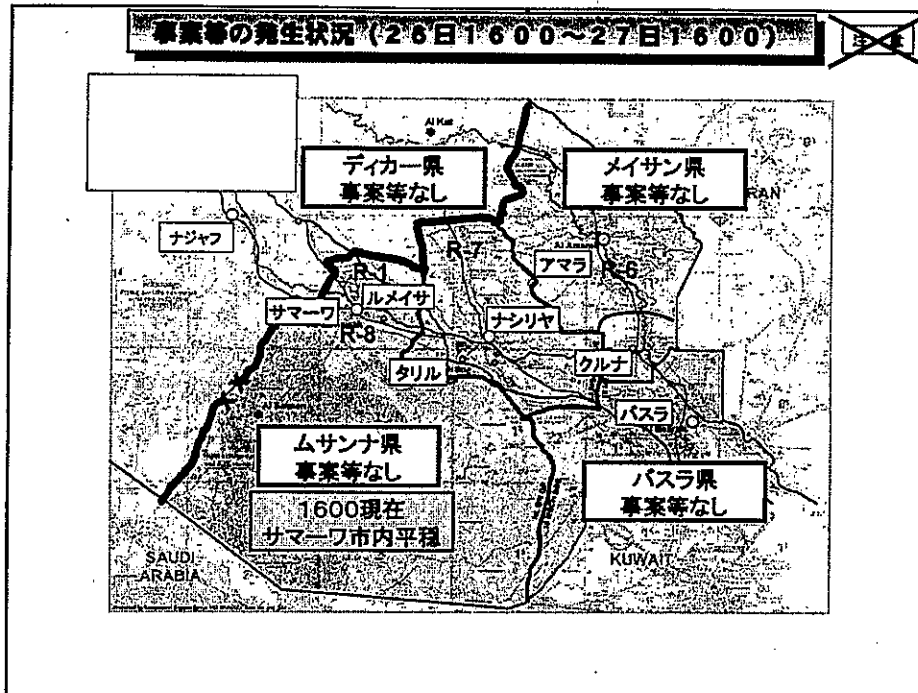 事案等の発生状況（２６日１６００～２７日１６００）
Al Kut
ディカー県
事案等なし
メイサン県
事案等なし
RAN
ナジャフ
R-7
アマラ
R-6
R-1
サマーワ
ルメイサ
ナシリヤ
R-8
タリル
クルナ
バスラ
ムサンナ県
事案等なし
バスラ県
事案等なし
１６００現在
サマーワ市内平穏
SAUDI
ARABIA
KUWAIT